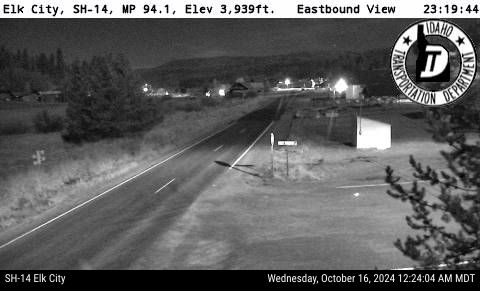 Elk City, SH-14, MP 94.1, Elev 3,939ft. Eastbound View 23:19:44
IDAHO
TRANSPORTATION DEPARTMENT
SH-14 Elk City Wednesday, October 16, 2024 12:24:04 AM MDT